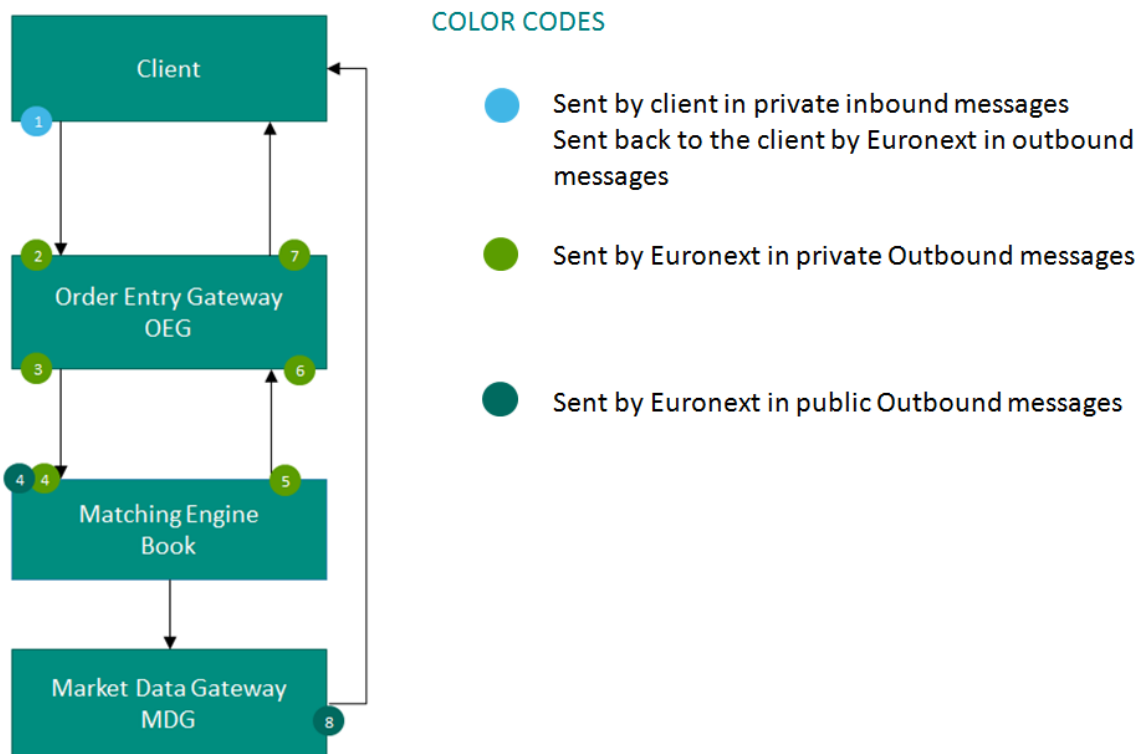 COLOR CODES
Client
1
Sent by client in private inbound messages
Sent back to the client by Euronext in outbound
messages
2
7
Sent by Euronext in private Outbound messages
Order Entry Gateway
OEG
3
6
Sent by Euronext in public Outbound messages
4
4
5
Matching Engine
Book
Market Data Gateway
MDG
8